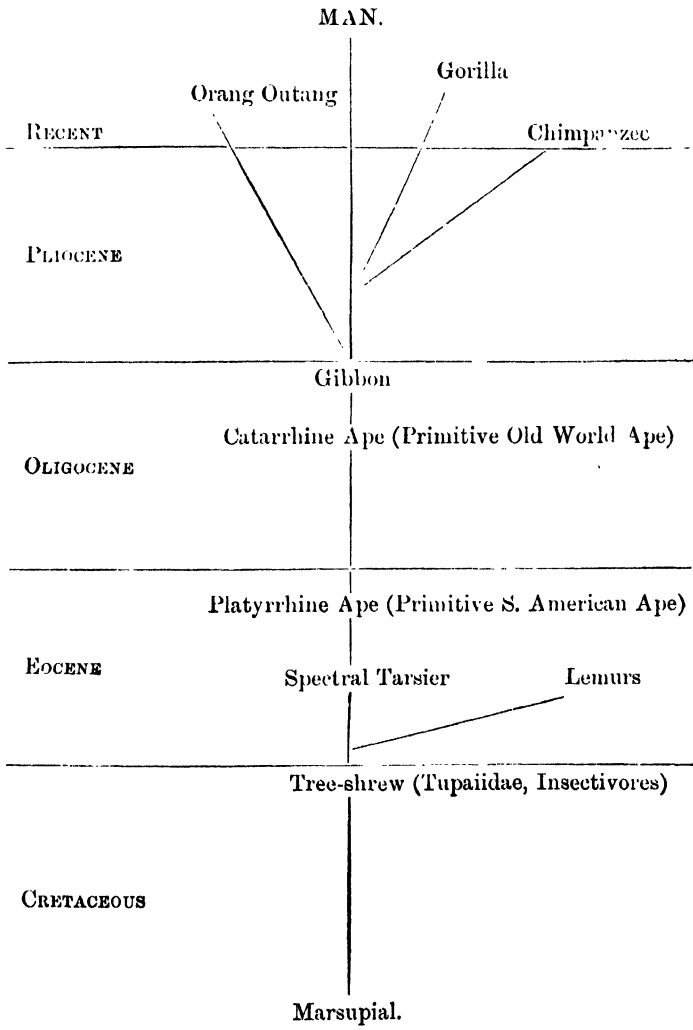 MAN.
Gorilla
Orang Outang
RECENT
Chimpanzee
PLIOCENE
Gibbon
Catarrhine Ape (Primitive Old World Ape)
OLIGOCENE
Platyrrhine Ape (Primitive S. American Ape)
EOCENE
Spectral Tarsier
Lemurs
Tree-shrew (Tupaiidae, Insectivores)
CRETACEOUS
Marsupial.